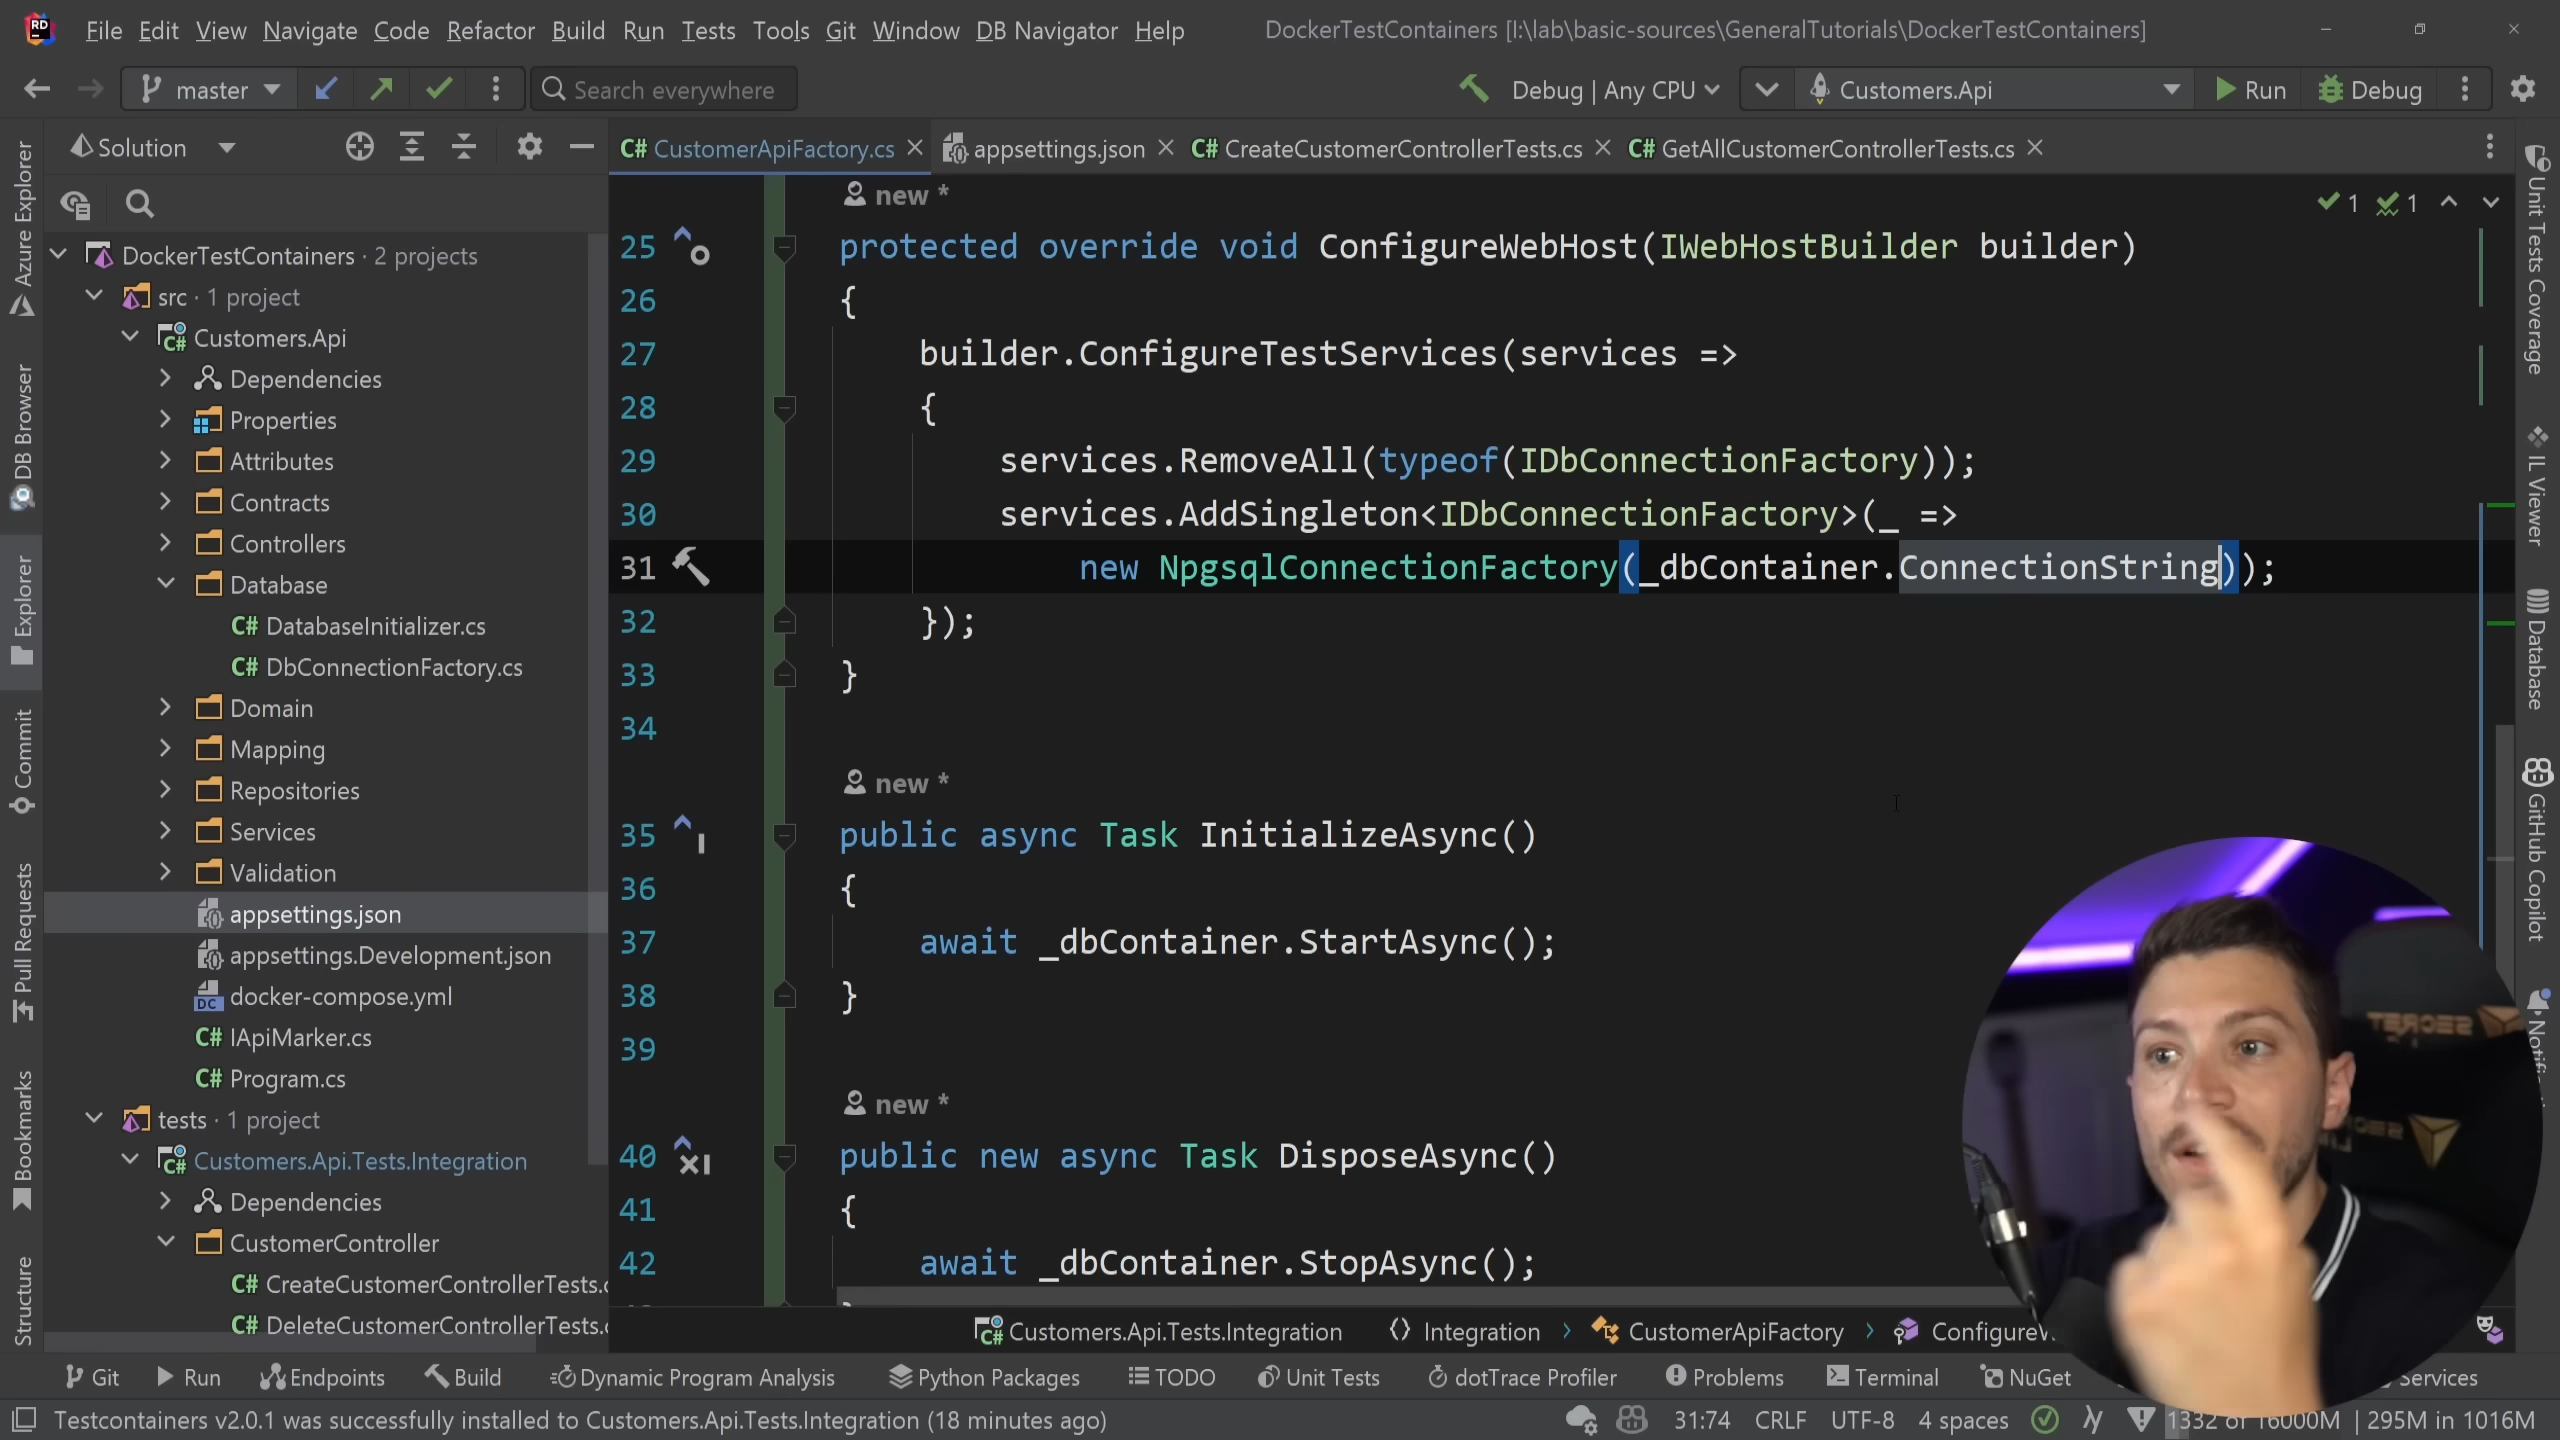 File Edit View Navigate Code Refactor Build Run Tests Tools Git Window DB Navigator Help DockerTestContainers [I:\lab\basic-sources\GeneralTutorials\DockerTestContainers]
master Search everywhere Debug | Any CPU Customers.Api Run Debug
Solution
CustomerApiFactory.cs appsettings.json CreateCustomerControllerTests.cs GetAllCustomerControllerTests.cs
Azure Explorer
DB Browser
Explorer
Commit
Pull Requests
Bookmarks
Structure
DockerTestContainers · 2 projects
src · 1 project
Customers.Api
Dependencies
Properties
Attributes
Contracts
Controllers
Database
C# DatabaseInitializer.cs
C# DbConnectionFactory.cs
Domain
Mapping
Repositories
Services
Validation
appsettings.json
appsettings.Development.json
docker-compose.yml
C# IApiMarker.cs
C# Program.cs
tests · 1 project
Customers.Api.Tests.Integration
Dependencies
CustomerController
C# CreateCustomerControllerTests.
C# DeleteCustomerControllerTests.
new *
1 1
25 protected override void ConfigureWebHost(IWebHostBuilder builder)
26 {
27 builder.ConfigureTestServices(services =>
28 {
29 services.RemoveAll(typeof(IDbConnectionFactory));
30 services.AddSingleton<IDbConnectionFactory>(_ =>
31 new NpgsqlConnectionFactory(_dbContainer.ConnectionString));
32 });
33 }
34
new *
35 public async Task InitializeAsync()
36 {
37 await _dbContainer.StartAsync();
38 }
39
new *
40 public new async Task DisposeAsync()
41 {
42 await _dbContainer.StopAsync();
Unit Tests Coverage
IL Viewer
Database
GitHub Copilot
SECRET
Customers.Api.Tests.Integration Integration CustomerApiFactory
Git Run Endpoints Build Dynamic Program Analysis Python Packages TODO Unit Tests dotTrace Profiler Problems Terminal NuGet Services
Testcontainers v2.0.1 was successfully installed to Customers.Api.Tests.Integration (18 minutes ago) 31:74 CRLF UTF-8 4 spaces 1332 of 16000M 295M in 1016M